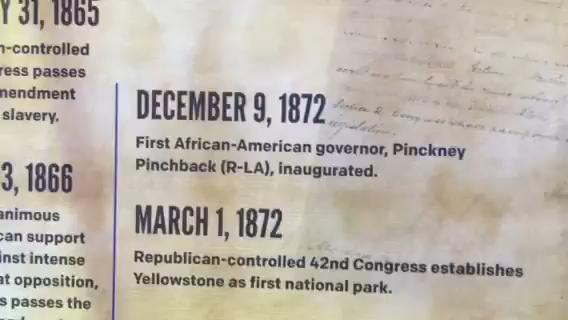 Y 31, 1865
n-controlled
ress passes
mendment
slavery.
3, 1866
animous
can support
inst intense
at opposition,
s passes the
DECEMBER 9, 1872
First African-American governor, Pinckney
Pinchback (R-LA), inaugurated.
MARCH 1, 1872
Republican-controlled 42nd Congress establishes
Yellowstone as first national park.